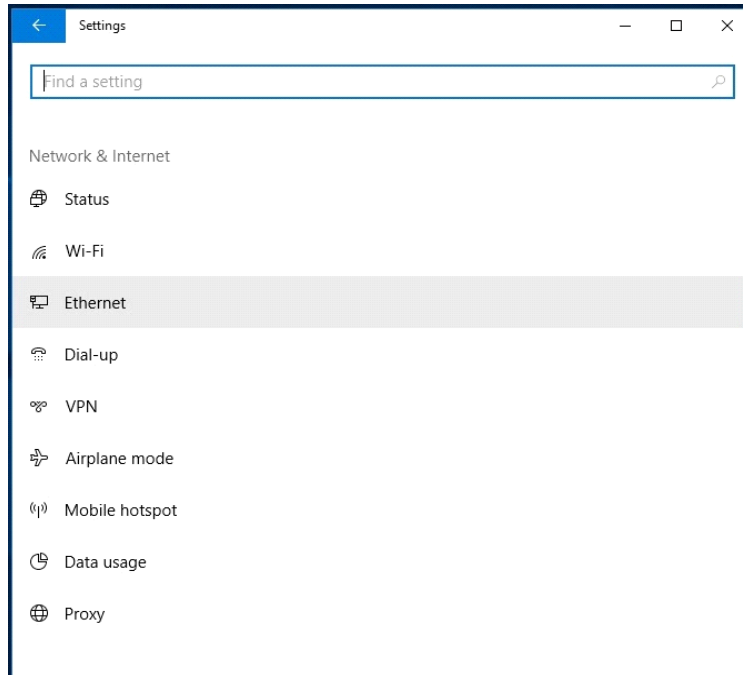 Settings
Find a setting
Network & Internet
Status
Wi-Fi
Ethernet
Dial-up
VPN
Airplane mode
Mobile hotspot
Data usage
Proxy